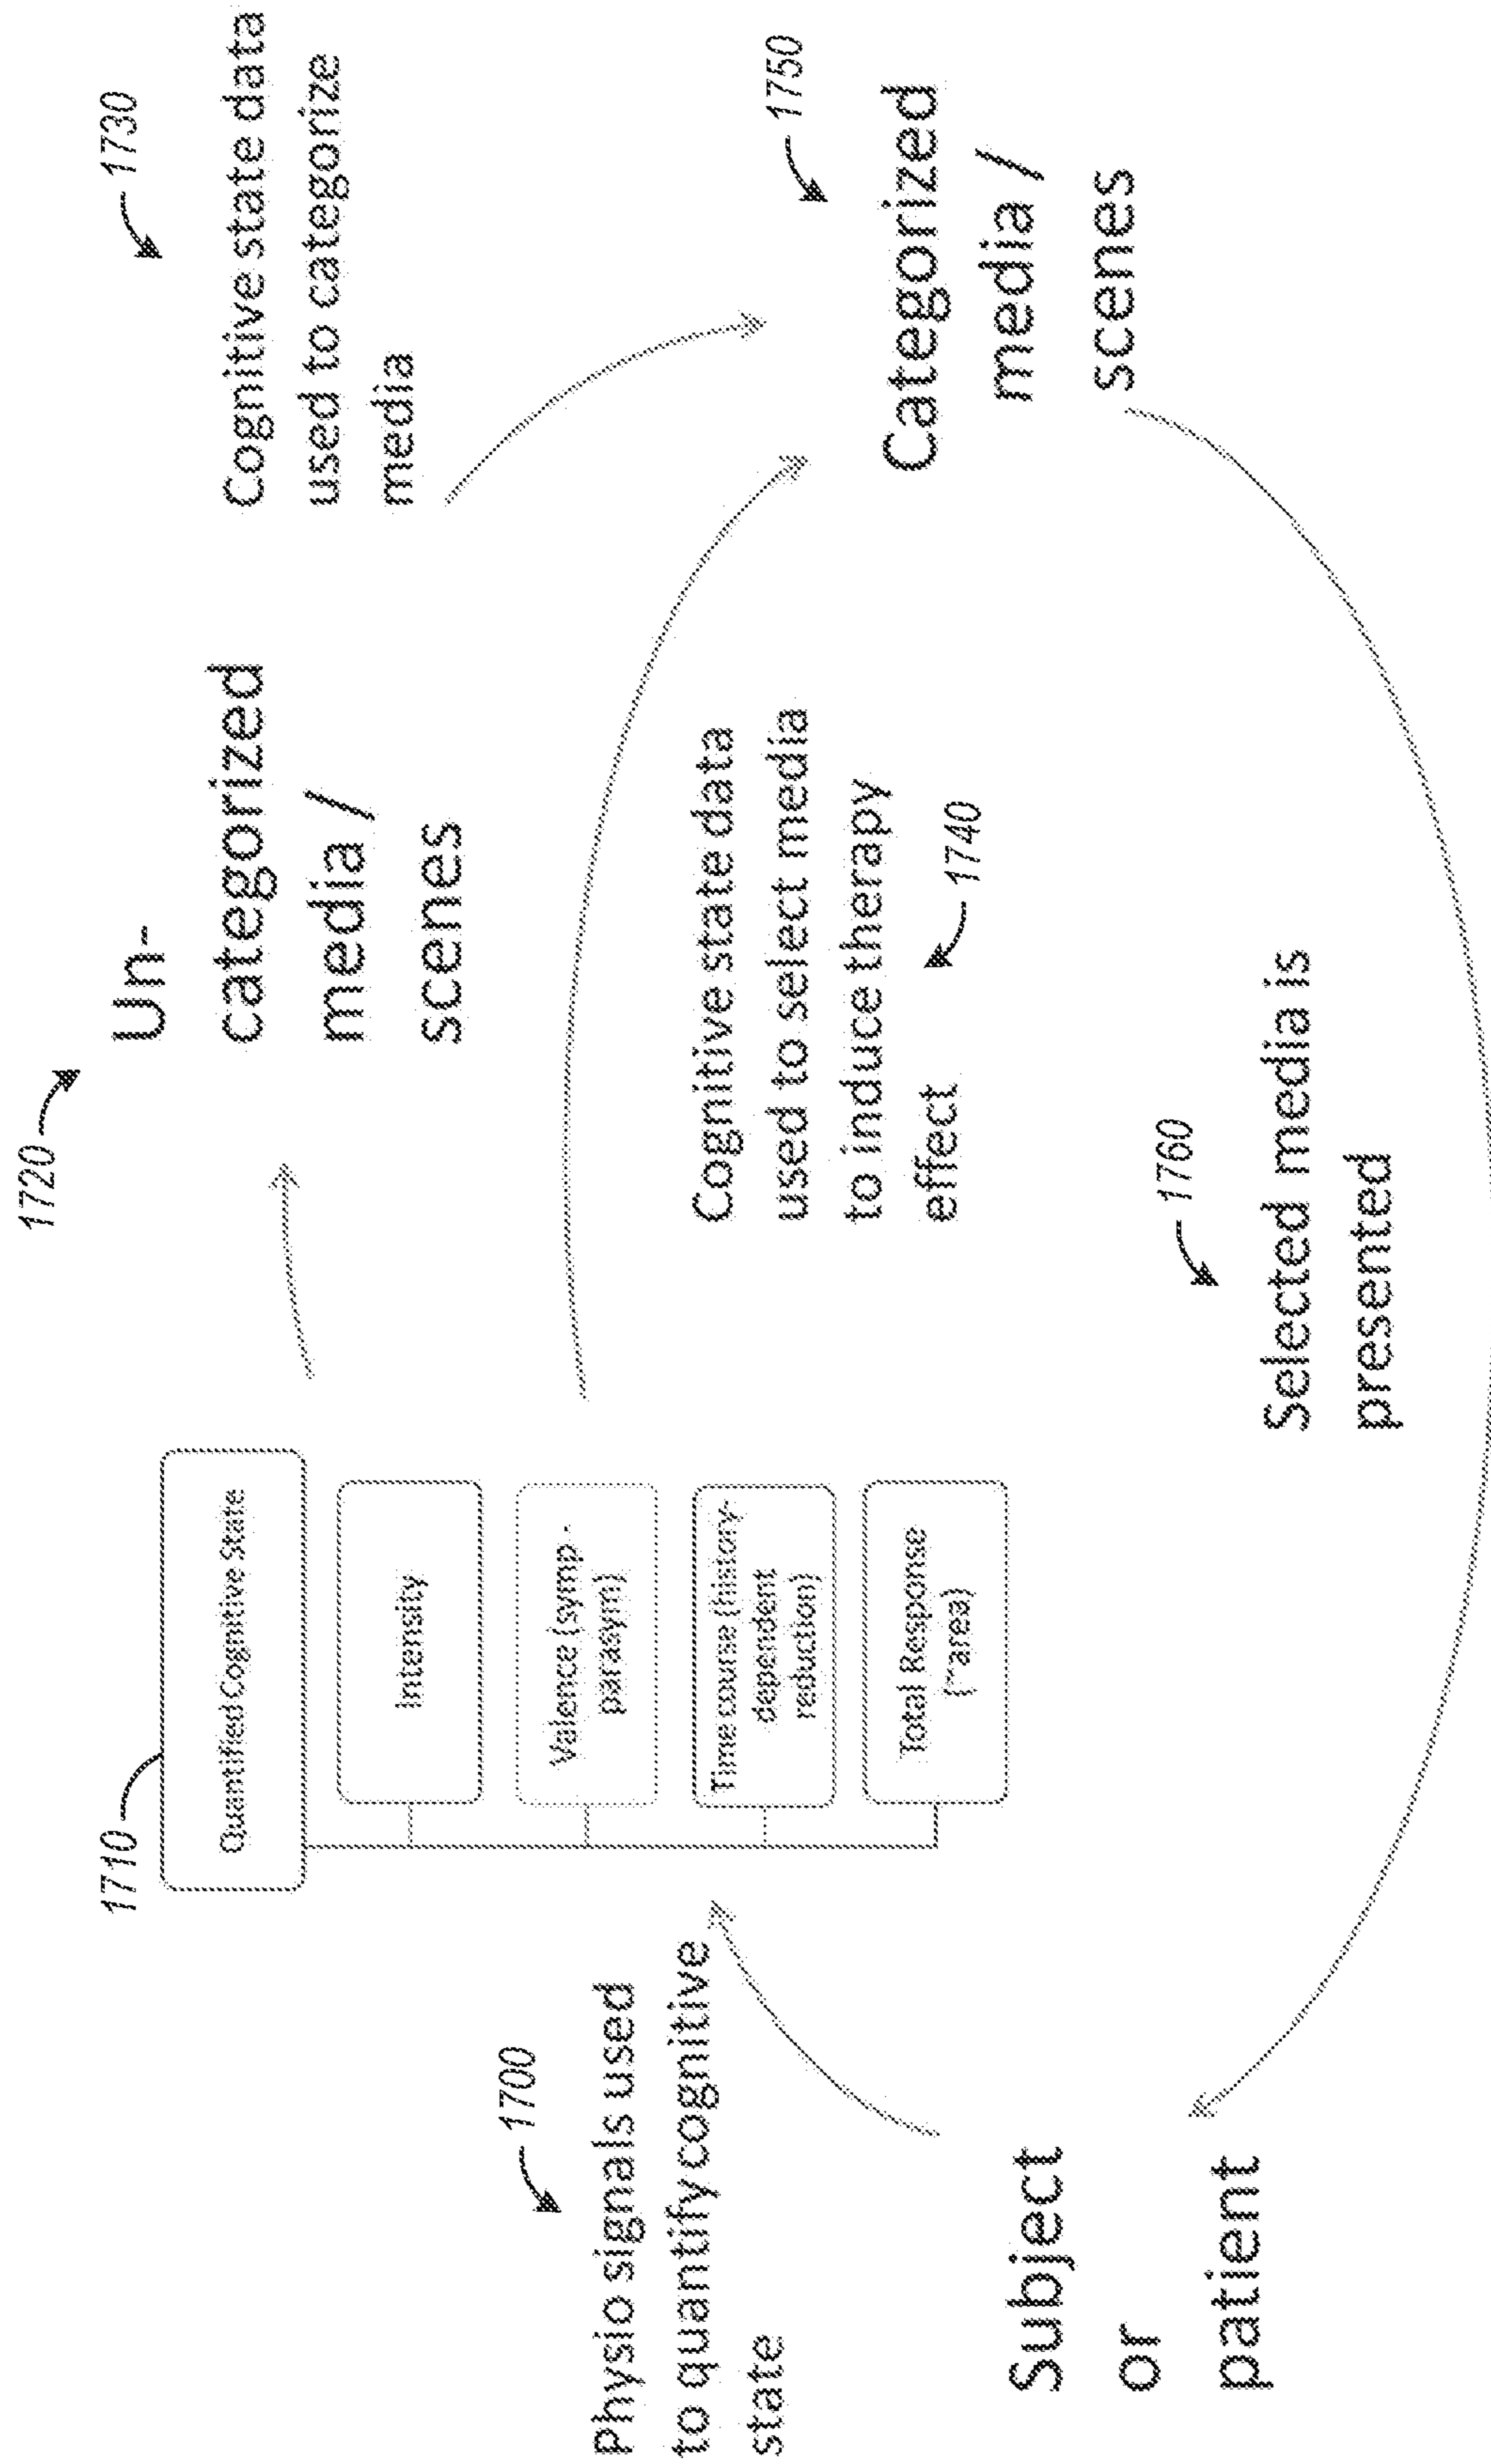 1700
Physio signals used
to quantify cognitive
state
Subject
or
patient
1710
Quantified Cognitive State
Intensity
Valence (symp -
parasym)
Time course (history-
dependent
reduction)
Total Response
(~area)
1720
Un-
categorized
media /
scenes
1730
Cognitive state data
used to categorize
media
Cognitive state data
used to select media
to induce therapy
effect
1740
1750
Categorized
media /
scenes
1760
Selected media is
presented